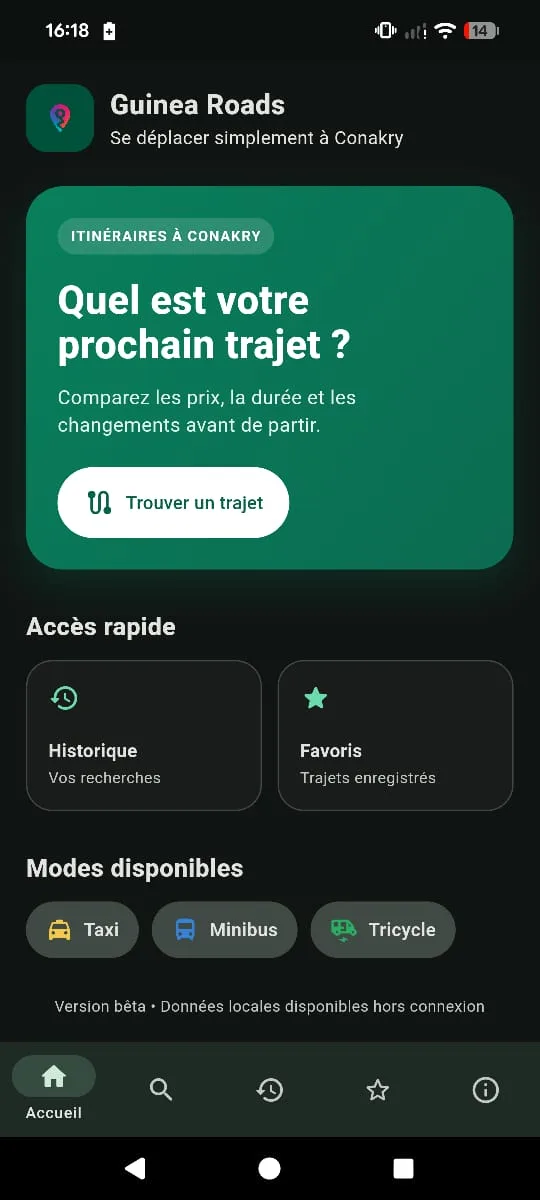 16:18
14
Guinea Roads
Se déplacer simplement à Conakry
ITINÉRAIRES À CONAKRY
Quel est votre
prochain trajet ?
Comparez les prix, la durée et les
changements avant de partir.
Trouver un trajet
Accès rapide
Historique
Vos recherches
Favoris
Trajets enregistrés
Modes disponibles
Taxi
Minibus
Tricycle
Version bêta • Données locales disponibles hors connexion
Accueil